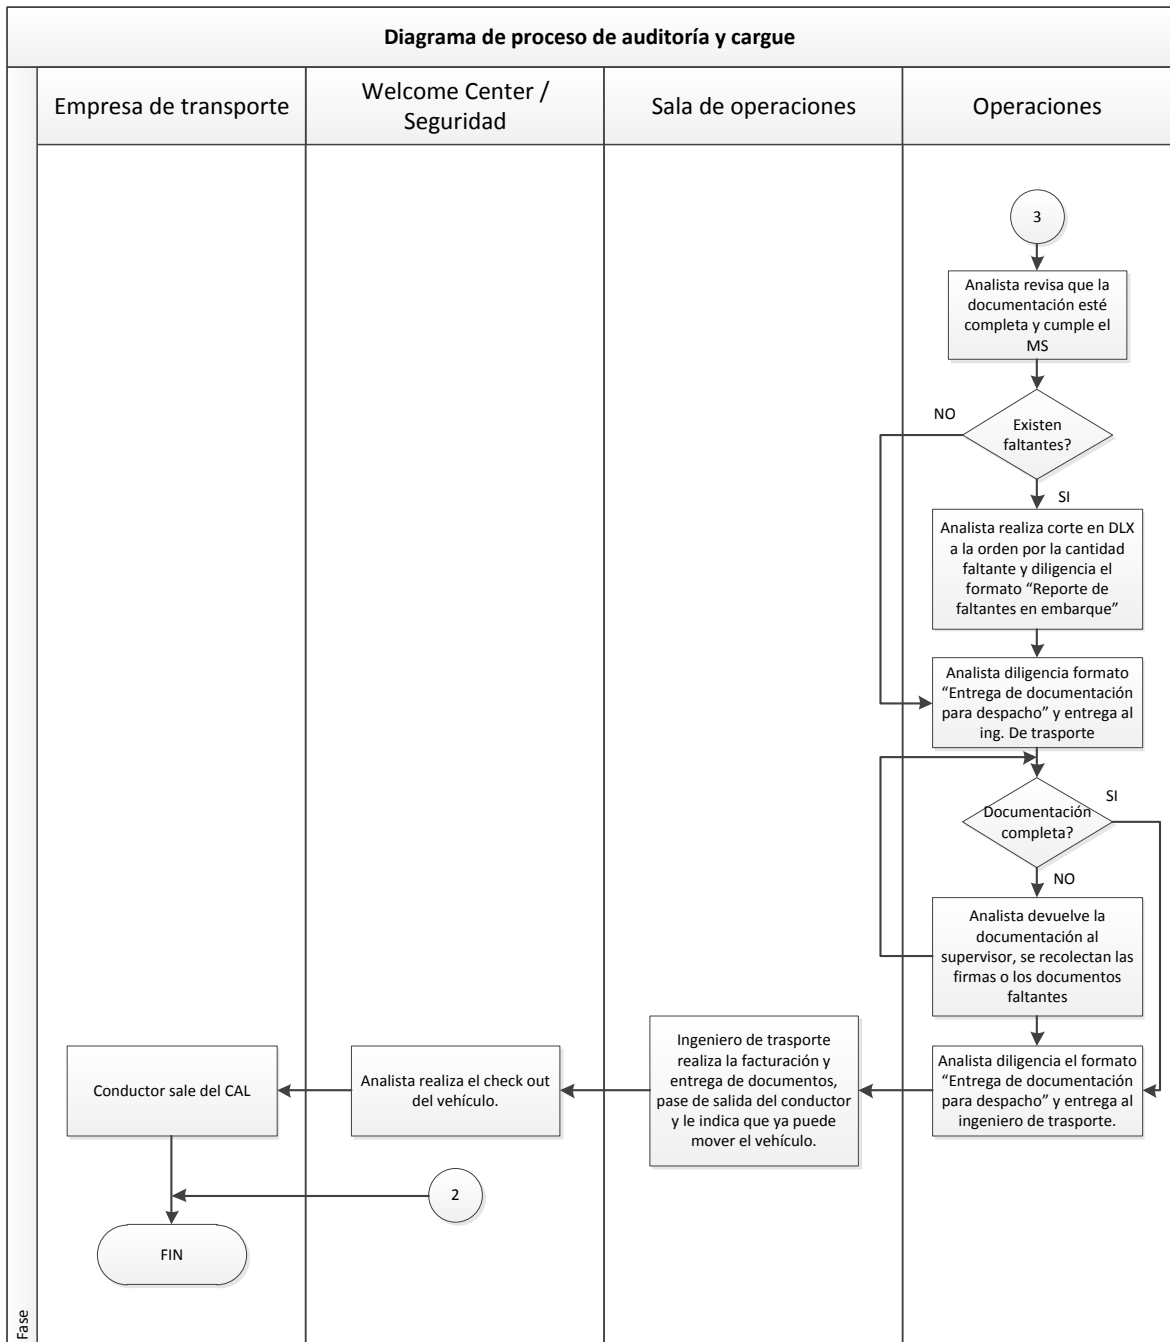 Diagrama de proceso de auditoría y cargue
Empresa de transporte
Welcome Center /
Seguridad
Sala de operaciones
Operaciones
3
Analista revisa que la
documentación esté
completa y cumple el
MS
NO
Existen
faltantes?
SI
Analista realiza corte en DLX
a la orden por la cantidad
faltante y diligencia el
formato “Reporte de
faltantes en embarque”
Analista diligencia formato
“Entrega de documentación
para despacho” y entrega al
ing. De trasporte
SI
Documentación
completa?
NO
Analista devuelve la
documentación al
supervisor, se recolectan las
firmas o los documentos
faltantes
Conductor sale del CAL
Analista realiza el check out
del vehículo.
Ingeniero de trasporte
realiza la facturación y
entrega de documentos,
pase de salida del conductor
y le indica que ya puede
mover el vehículo.
Analista diligencia el formato
“Entrega de documentación
para despacho” y entrega al
ingeniero de trasporte.
2
FIN
Fase